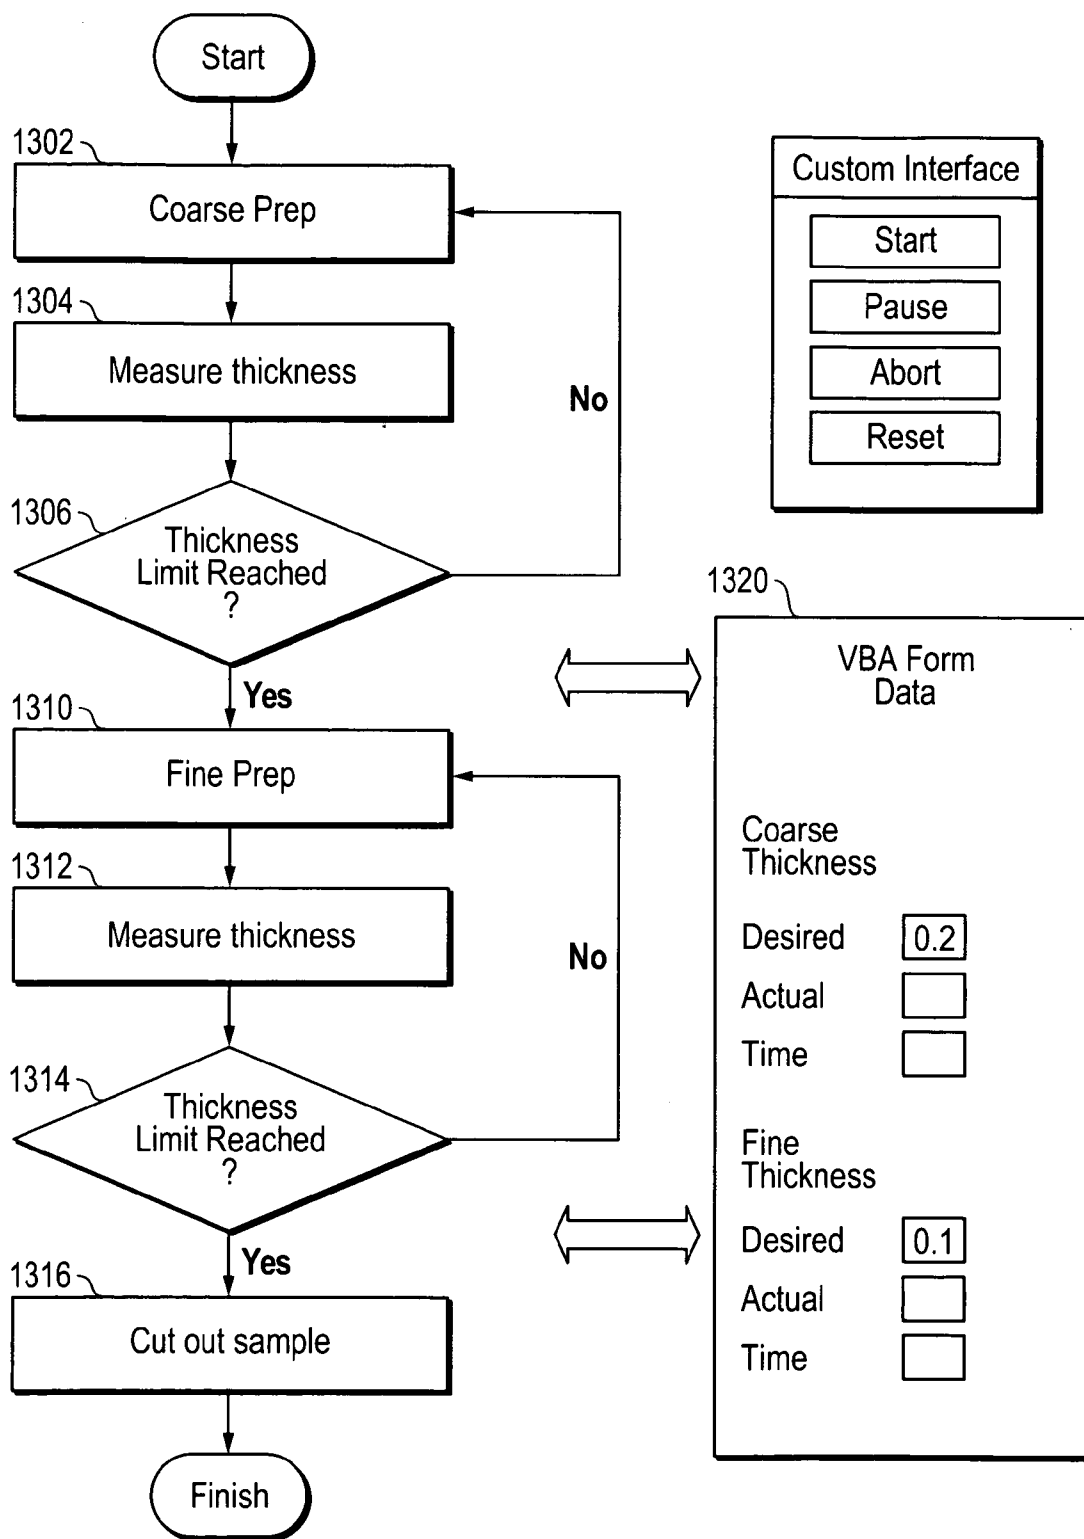 Start
1302
Coarse Prep
1304
Measure thickness
No
1306
Thickness
Limit Reached
?
Yes
1310
Fine Prep
1312
Measure thickness
No
1314
Thickness
Limit Reached
?
Yes
1316
Cut out sample
Finish
Custom Interface
Start
Pause
Abort
Reset
1320
VBA Form
Data
Coarse
Thickness
Desired 0.2
Actual
Time
Fine
Thickness
Desired 0.1
Actual
Time